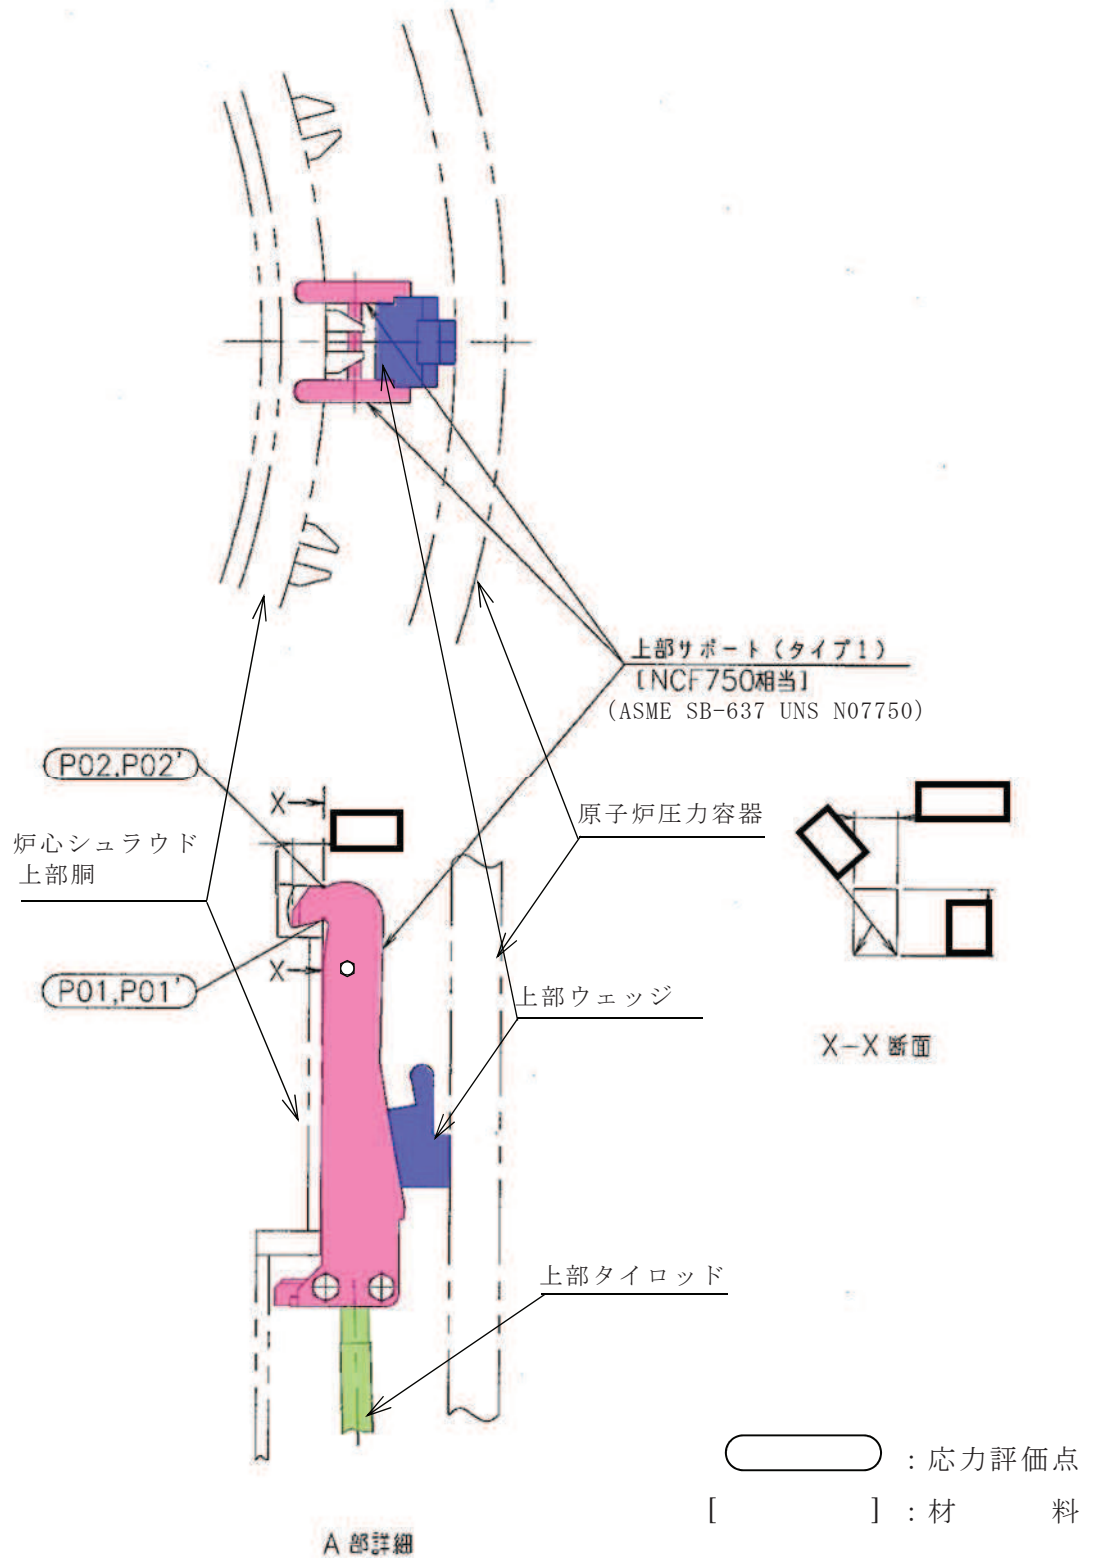 上部サポート（タイプ1）
[NCF750相当]
(ASME SB-637 UNS N07750)
P02,P02'
X
原子炉圧力容器
炉心シュラウド
上部胴
X
P01,P01'
上部ウェッジ
X-X 断面
上部タイロッド
：応力評価点
[ ]：材 料
A 部詳細